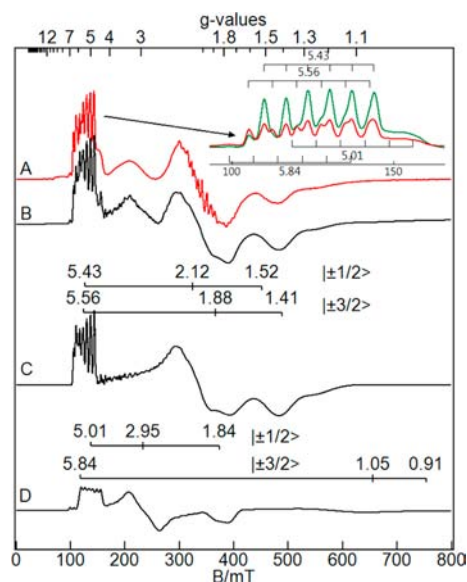 g-values
12 7 5 4 3 1.8 1.5 1.3 1.1
5.43
5.56
5.01
100 5.84 150
A
B
5.43 2.12 1.52 |±1/2>
5.56 1.88 1.41 |±3/2>
C
5.01 2.95 1.84 |±1/2>
5.84 |±3/2> 1.05 0.91
D
0 100 200 300 400 500 600 700 800
B/mT